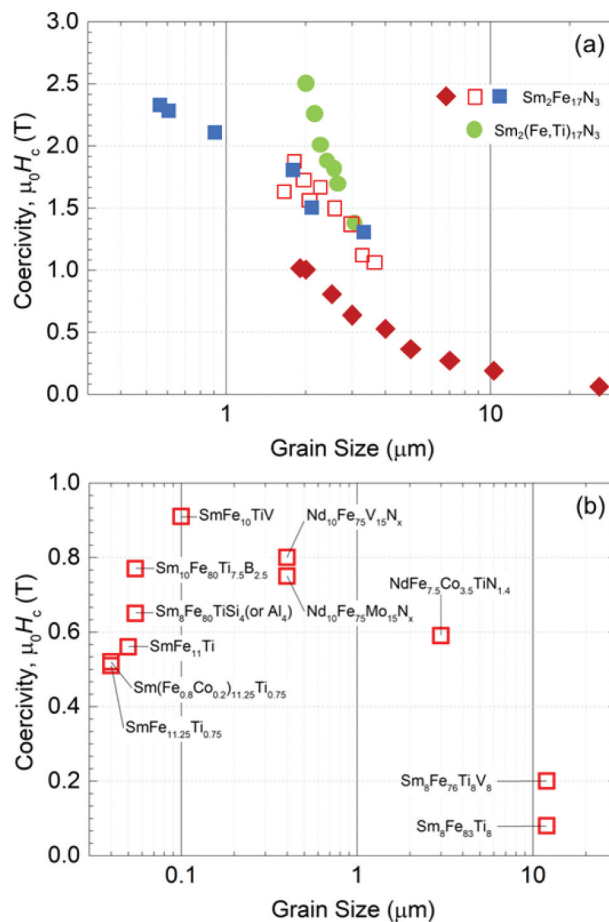 (a)
3.0
2.5
2.0
1.5
1.0
0.5
0.0
Coercivity, μ₀Hc (T)
Sm₂Fe₁₇N₃
Sm₂(Fe,Ti)₁₇N₃
1
10
Grain Size (μm)
(b)
1.0
0.8
0.6
0.4
0.2
0.0
Coercivity, μ₀Hc (T)
SmFe₁₀TiV
Nd₁₀Fe₇₅V₁₅Nₓ
Sm₁₀Fe₈₀Ti₇.₅B₂.₅
NdFe₇.₅Co₃.₅TiN₁.₄
Sm₈Fe₈₀TiSi₄(or Al₄)
Nd₁₀Fe₇₅Mo₁₅Nₓ
SmFe₁₁Ti
Sm(Fe₀.₈Co₀.₂)₁₁.₂₅Ti₀.₇₅
SmFe₁₁.₂₅Ti₀.₇₅
Sm₈Fe₇₆Ti₈V₈
Sm₈Fe₈₃Ti₈
0.1
1
10
Grain Size (μm)